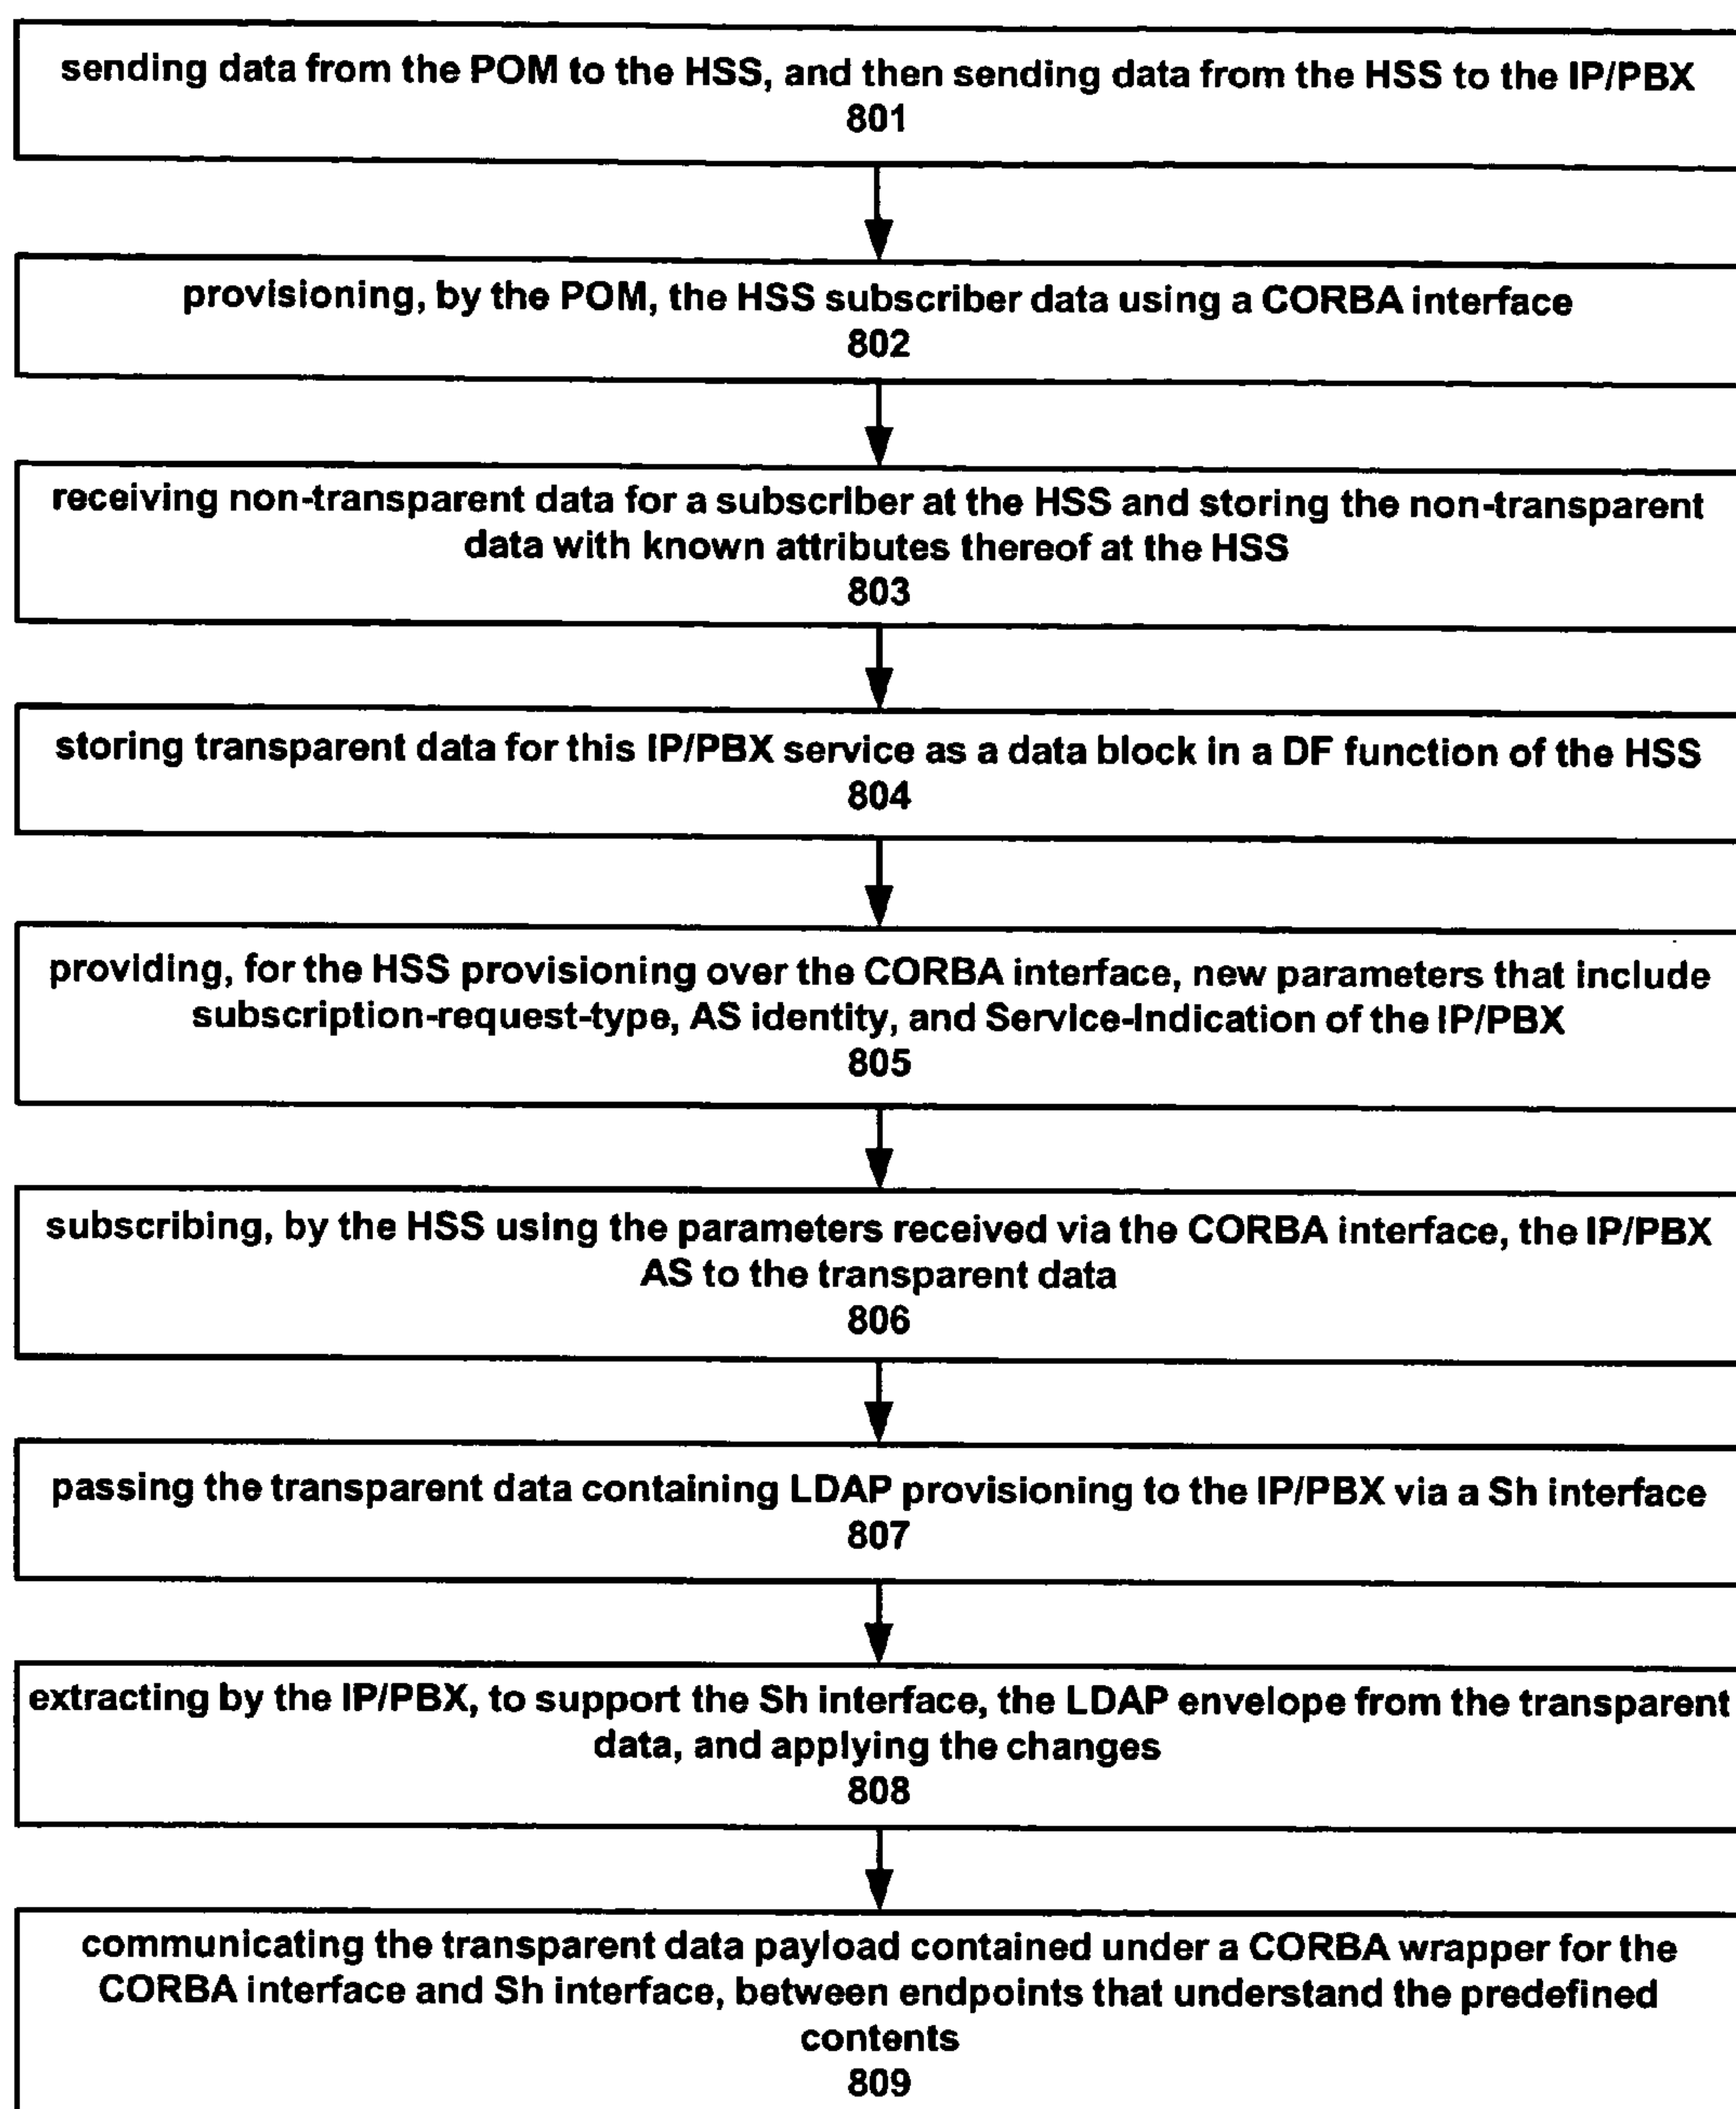 sending data from the POM to the HSS, and then sending data from the HSS to the IP/PBX
801
provisioning, by the POM, the HSS subscriber data using a CORBA interface
802
receiving non-transparent data for a subscriber at the HSS and storing the non-transparent
data with known attributes thereof at the HSS
803
storing transparent data for this IP/PBX service as a data block in a DF function of the HSS
804
providing, for the HSS provisioning over the CORBA interface, new parameters that include
subscription-request-type, AS identity, and Service-Indication of the IP/PBX
805
subscribing, by the HSS using the parameters received via the CORBA interface, the IP/PBX
AS to the transparent data
806
passing the transparent data containing LDAP provisioning to the IP/PBX via a Sh interface
807
extracting by the IP/PBX, to support the Sh interface, the LDAP envelope from the transparent
data, and applying the changes
808
communicating the transparent data payload contained under a CORBA wrapper for the
CORBA interface and Sh interface, between endpoints that understand the predefined
contents
809